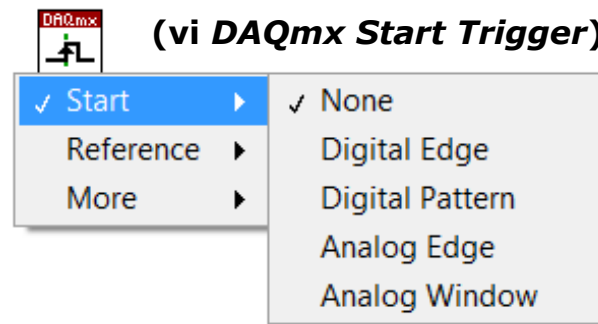 DAQmx
(vi DAQmx Start Trigger)
✓ Start
Reference
More
✓ None
Digital Edge
Digital Pattern
Analog Edge
Analog Window